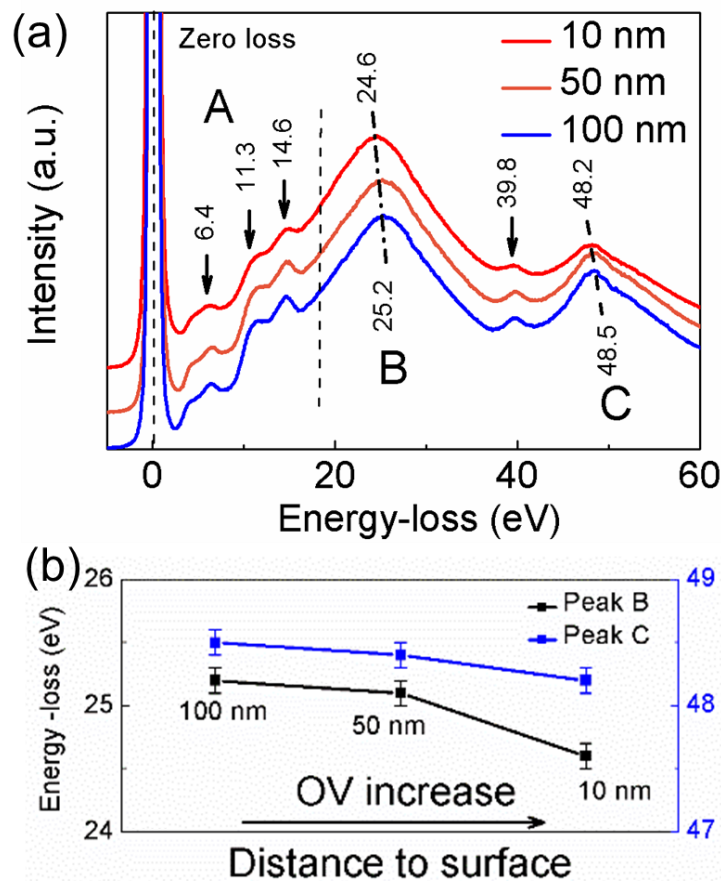 (a)
Zero loss
10 nm
50 nm
100 nm
A
6.4
11.3
14.6
24.6
39.8
48.2
25.2
48.5
B
C
Intensity (a.u.)
0 20 40 60
Energy-loss (eV)
(b)
26
25
24
49
48
47
Peak B
Peak C
Energy -loss (eV)
100 nm
50 nm
10 nm
OV increase
Distance to surface